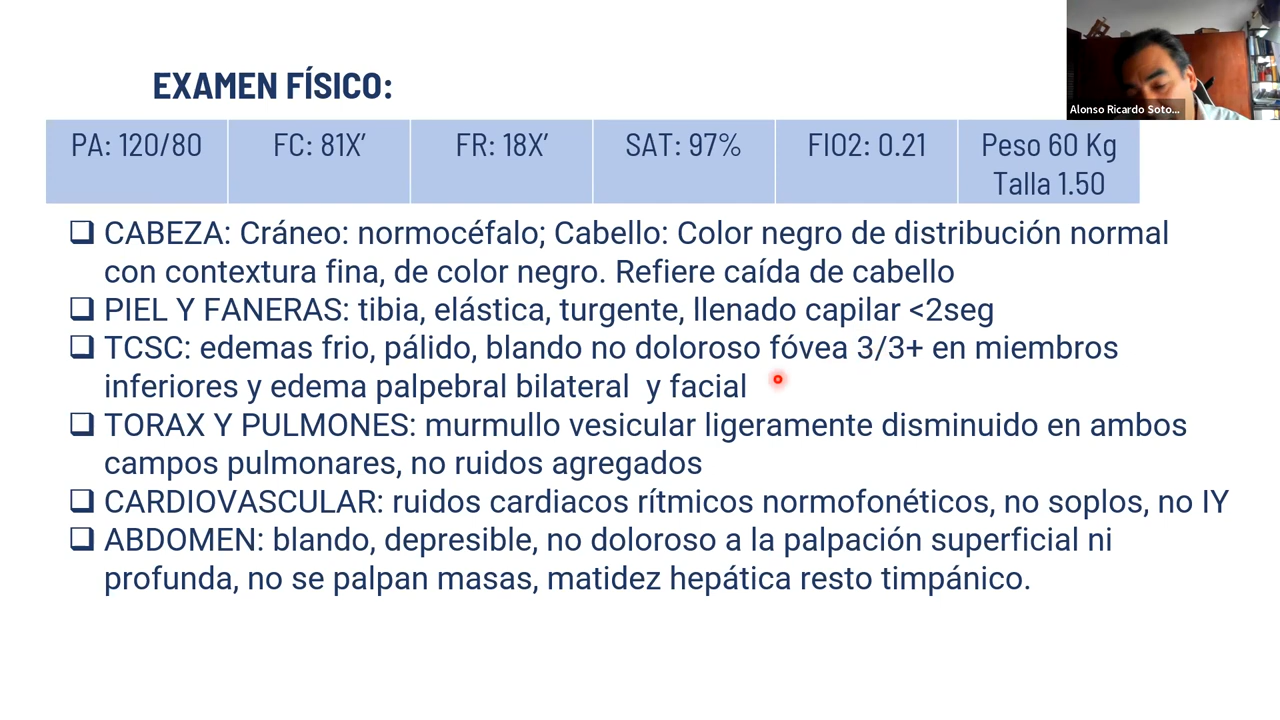 Alonso Ricardo Soto...
EXAMEN FÍSICO:
PA: 120/80 FC: 81X’ FR: 18X’ SAT: 97% FIO2: 0.21 Peso 60 Kg
Talla 1.50
❑ CABEZA: Cráneo: normocéfalo; Cabello: Color negro de distribución normal
con contextura fina, de color negro. Refiere caída de cabello
❑ PIEL Y FANERAS: tibia, elástica, turgente, llenado capilar <2seg
❑ TCSC: edemas frio, pálido, blando no doloroso fóvea 3/3+ en miembros
inferiores y edema palpebral bilateral y facial
❑ TORAX Y PULMONES: murmullo vesicular ligeramente disminuido en ambos
campos pulmonares, no ruidos agregados
❑ CARDIOVASCULAR: ruidos cardiacos rítmicos normofonéticos, no soplos, no IY
❑ ABDOMEN: blando, depresible, no doloroso a la palpación superficial ni
profunda, no se palpan masas, matidez hepática resto timpánico.